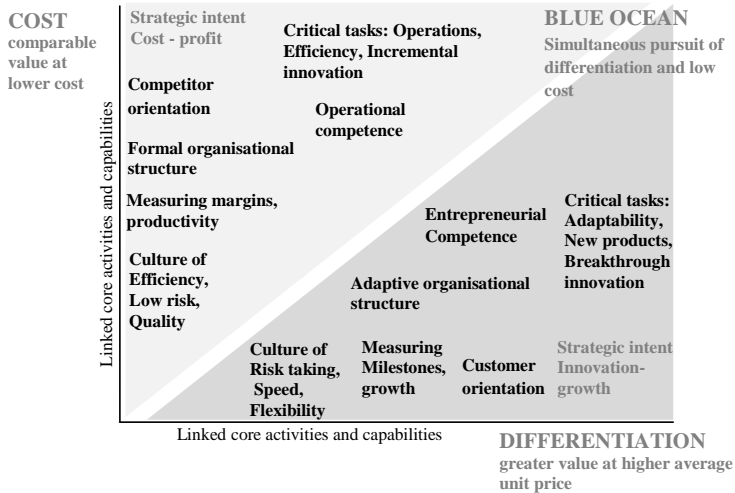 COST
comparable
value at
lower cost
Strategic intent
Cost - profit
Critical tasks: Operations,
Efficiency, Incremental
innovation
BLUE OCEAN
Simultaneous pursuit of
differentiation and low
cost
Competitor
orientation
Operational
competence
Formal organisational
structure
Measuring margins,
productivity
Culture of
Efficiency,
Low risk,
Quality
Linked core activities and capabilities
Entrepreneurial
Competence
Critical tasks:
Adaptability,
New products,
Breakthrough
innovation
Adaptive organisational
structure
Culture of
Risk taking,
Speed,
Flexibility
Measuring
Milestones,
growth
Customer
orientation
Strategic intent
Innovation-
growth
Linked core activities and capabilities
DIFFERENTIATION
greater value at higher average
unit price